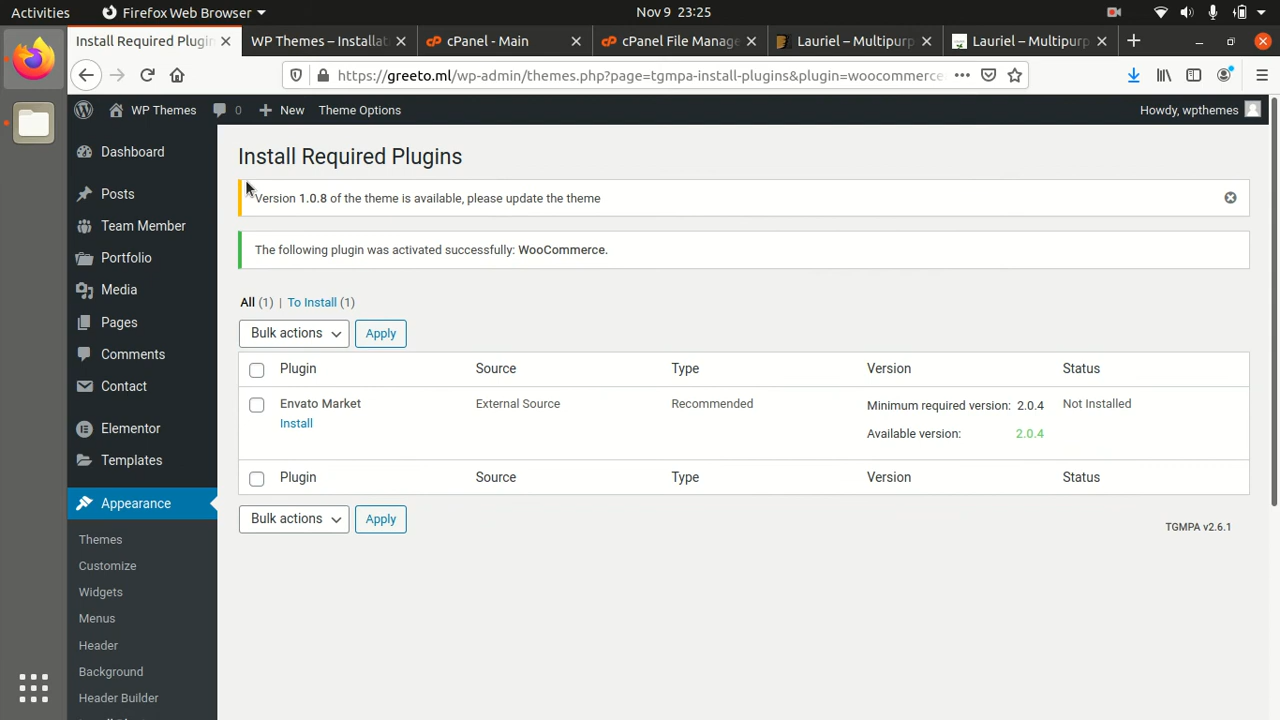 Activities
Firefox Web Browser
Nov 9 23:25
Install Required Plugin
WP Themes – Installat
cPanel - Main
cPanel File Manage
Lauriel – Multipurp
Lauriel – Multipurp
https://greeto.ml/wp-admin/themes.php?page=tgmpa-install-plugins&plugin=woocommerce
WP Themes
0
New
Theme Options
Howdy, wpthemes
Dashboard
Posts
Team Member
Portfolio
Media
Pages
Comments
Contact
Elementor
Templates
Appearance
Themes
Customize
Widgets
Menus
Header
Background
Header Builder
Install Required Plugins
Version 1.0.8 of the theme is available, please update the theme
The following plugin was activated successfully: WooCommerce.
All (1) | To Install (1)
Bulk actions
Apply
Plugin Source Type Version Status
Envato Market External Source Recommended Minimum required version: 2.0.4 Not Installed
Install
Available version: 2.0.4
Plugin Source Type Version Status
Bulk actions
Apply
TGMPA v2.6.1